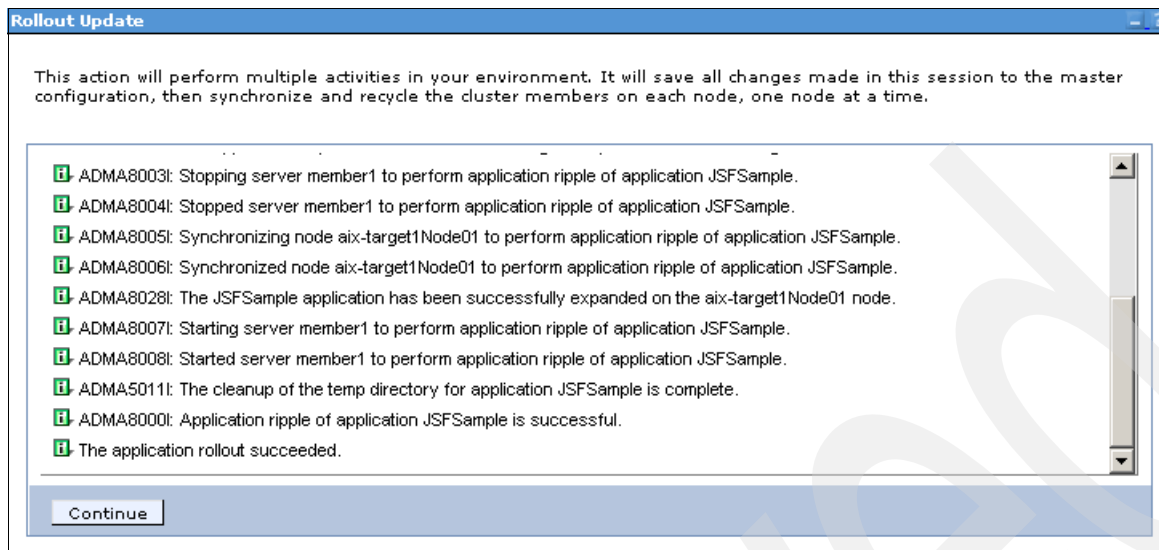 Rollout Update
This action will perform multiple activities in your environment. It will save all changes made in this session to the master
configuration, then synchronize and recycle the cluster members on each node, one node at a time.
ADMA8003I: Stopping server member1 to perform application ripple of application JSFSample.
ADMA8004I: Stopped server member1 to perform application ripple of application JSFSample.
ADMA8005I: Synchronizing node aix-target1Node01 to perform application ripple of application JSFSample.
ADMA8006I: Synchronized node aix-target1Node01 to perform application ripple of application JSFSample.
ADMA8028I: The JSFSample application has been successfully expanded on the aix-target1Node01 node.
ADMA8007I: Starting server member1 to perform application ripple of application JSFSample.
ADMA8008I: Started server member1 to perform application ripple of application JSFSample.
ADMA5011I: The cleanup of the temp directory for application JSFSample is complete.
ADMA8000I: Application ripple of application JSFSample is successful.
The application rollout succeeded.
Continue